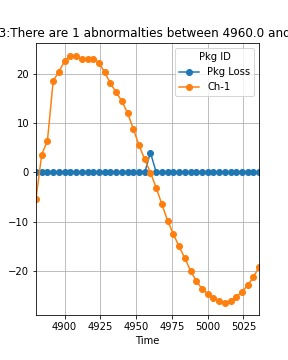 3:There are 1 abnormalties between 4960.0 and
Pkg ID
Pkg Loss
Ch-1
20
10
0
−10
−20
4900 4925 4950 4975 5000 5025
Time